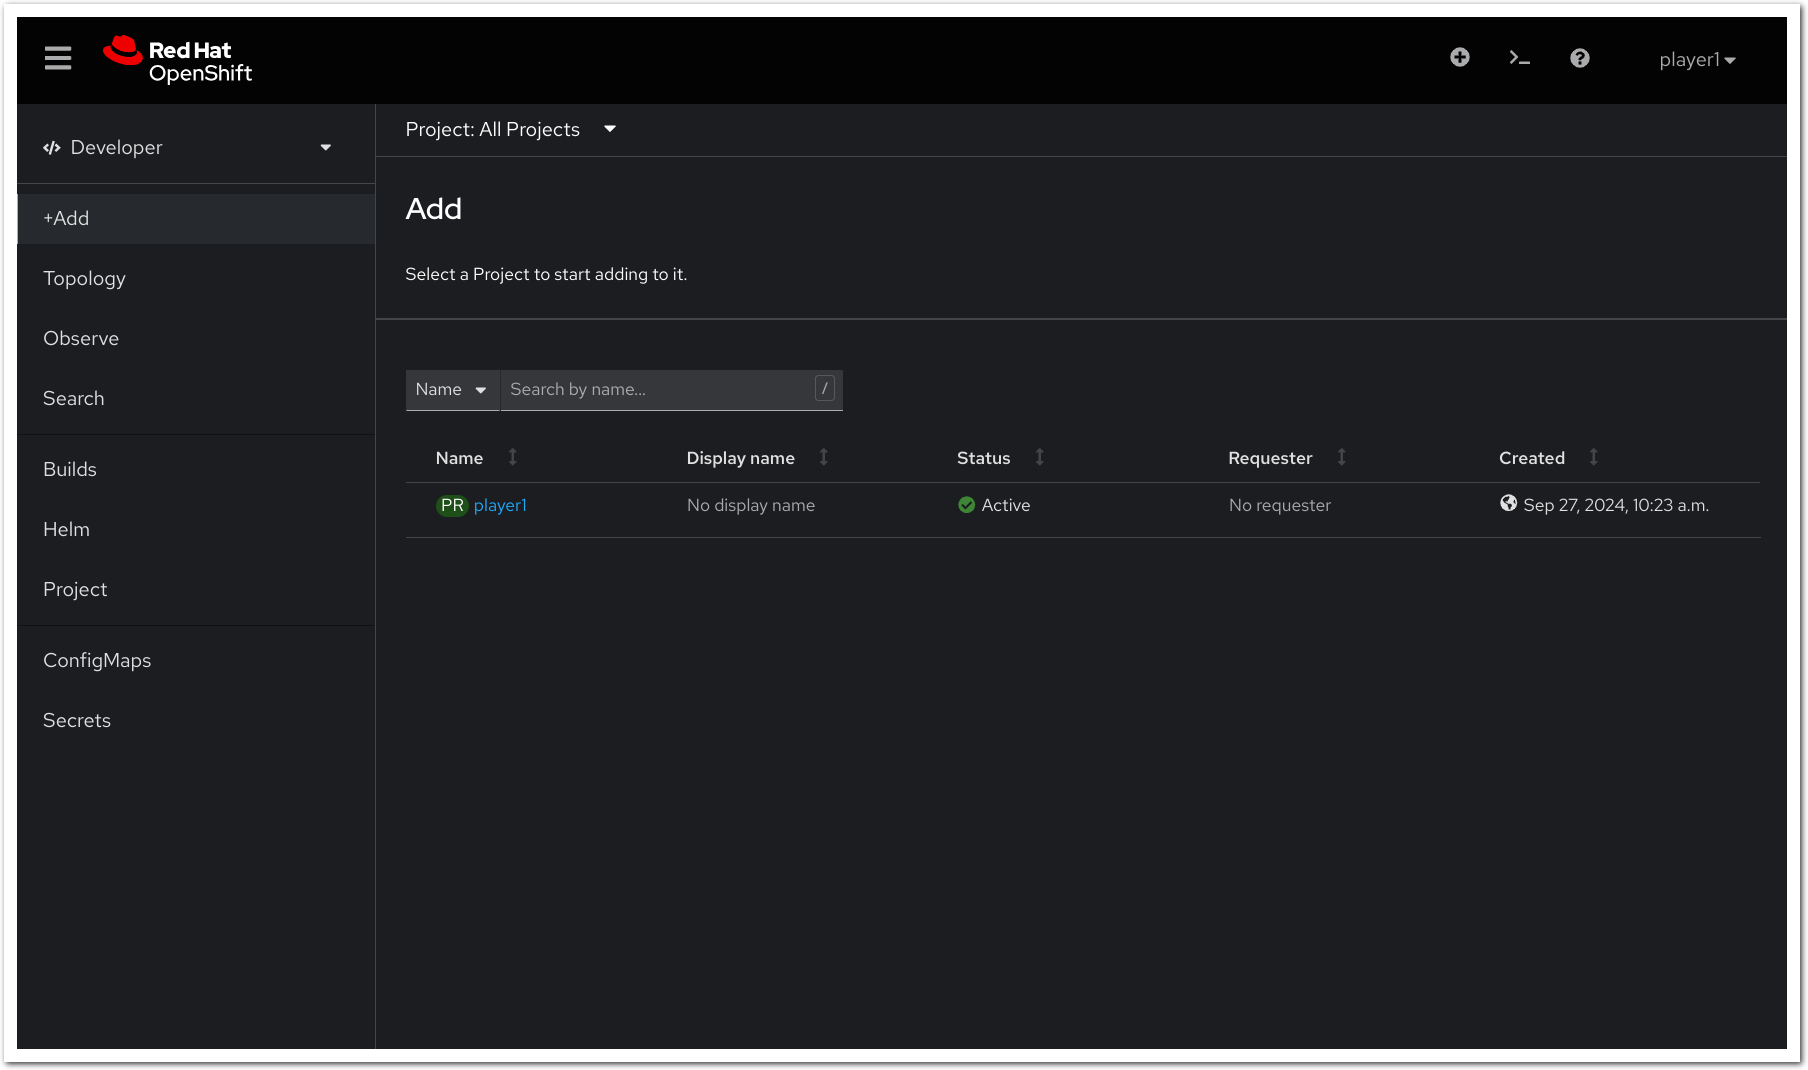 Red Hat
OpenShift
player1
Developer
Project: All Projects
+Add
Topology
Observe
Search
Builds
Helm
Project
ConfigMaps
Secrets
Add
Select a Project to start adding to it.
Name Search by name... /
Name Display name Status Requester Created
PR player1 No display name Active No requester Sep 27, 2024, 10:23 a.m.